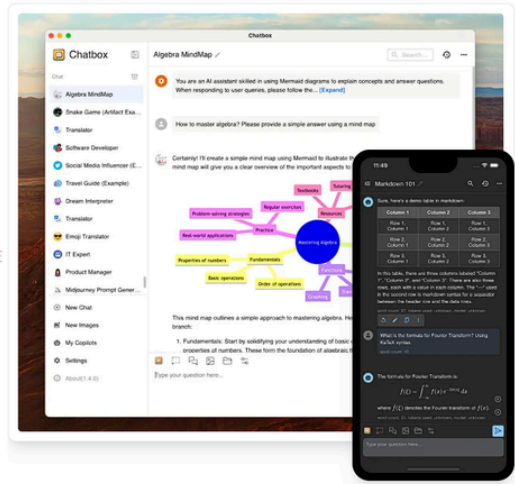 Chatbox
Chatbox
Algebra MindMap
Search...
Chat
Algebra MindMap
Snake Game (Artifact Exa...
Translator
Software Developer
Social Media Influencer (E...
Travel Guide (Example)
Dream Interpreter
Translator
Emoji Translator
IT Expert
Product Manager
Midjourney Prompt Gener...
New Chat
New Images
My Copilots
Settings
About(1.4.0)
You are an AI assistant skilled in using Mermaid diagrams to explain concepts and answer questions.
When responding to user queries, please follow the... [Expand]
How to master algebra? Please provide a simple answer using a mind map
Certainly! I'll create a simple mind map using Mermaid to illustrate th
mind map will give you a clear overview of the important aspects to
Textbooks
Tutoring
Problem-solving strategies
Regular exercises
Resources
Real-world applications
Practice
Mastering Algebra
Properties of numbers
Fundamentals
Functions
Basic operations
Order of operations
Graphing
This mind map outlines a simple approach to mastering algebra. He
branch:
1. Fundamentals: Start by solidifying your understanding of basic
properties of numbers. These form the foundation of algebraic th
Type your question here...
11:49
Markdown 101
Sure, here's a demo table in markdown:
Column 1 Column 2 Column 3
Row 1, Column 1 Row 1, Column 2 Row 1, Column 3
Row 2, Column 1 Row 2, Column 2 Row 2, Column 3
Row 3, Column 1 Row 3, Column 2 Row 3, Column 3
In this table, there are three columns labeled "Column
1", "Column 2", and "Column 3". There are also three
rows, each with a value in each column. The
in the second row is markdown syntax for a separator
between the header row and the data rows.
What is the formula for Fourier Transform? Using
KaTeX syntax.
The formula for Fourier Transform is:
where f(ξ) denotes the Fourier transform of f(x),
Type your question here...